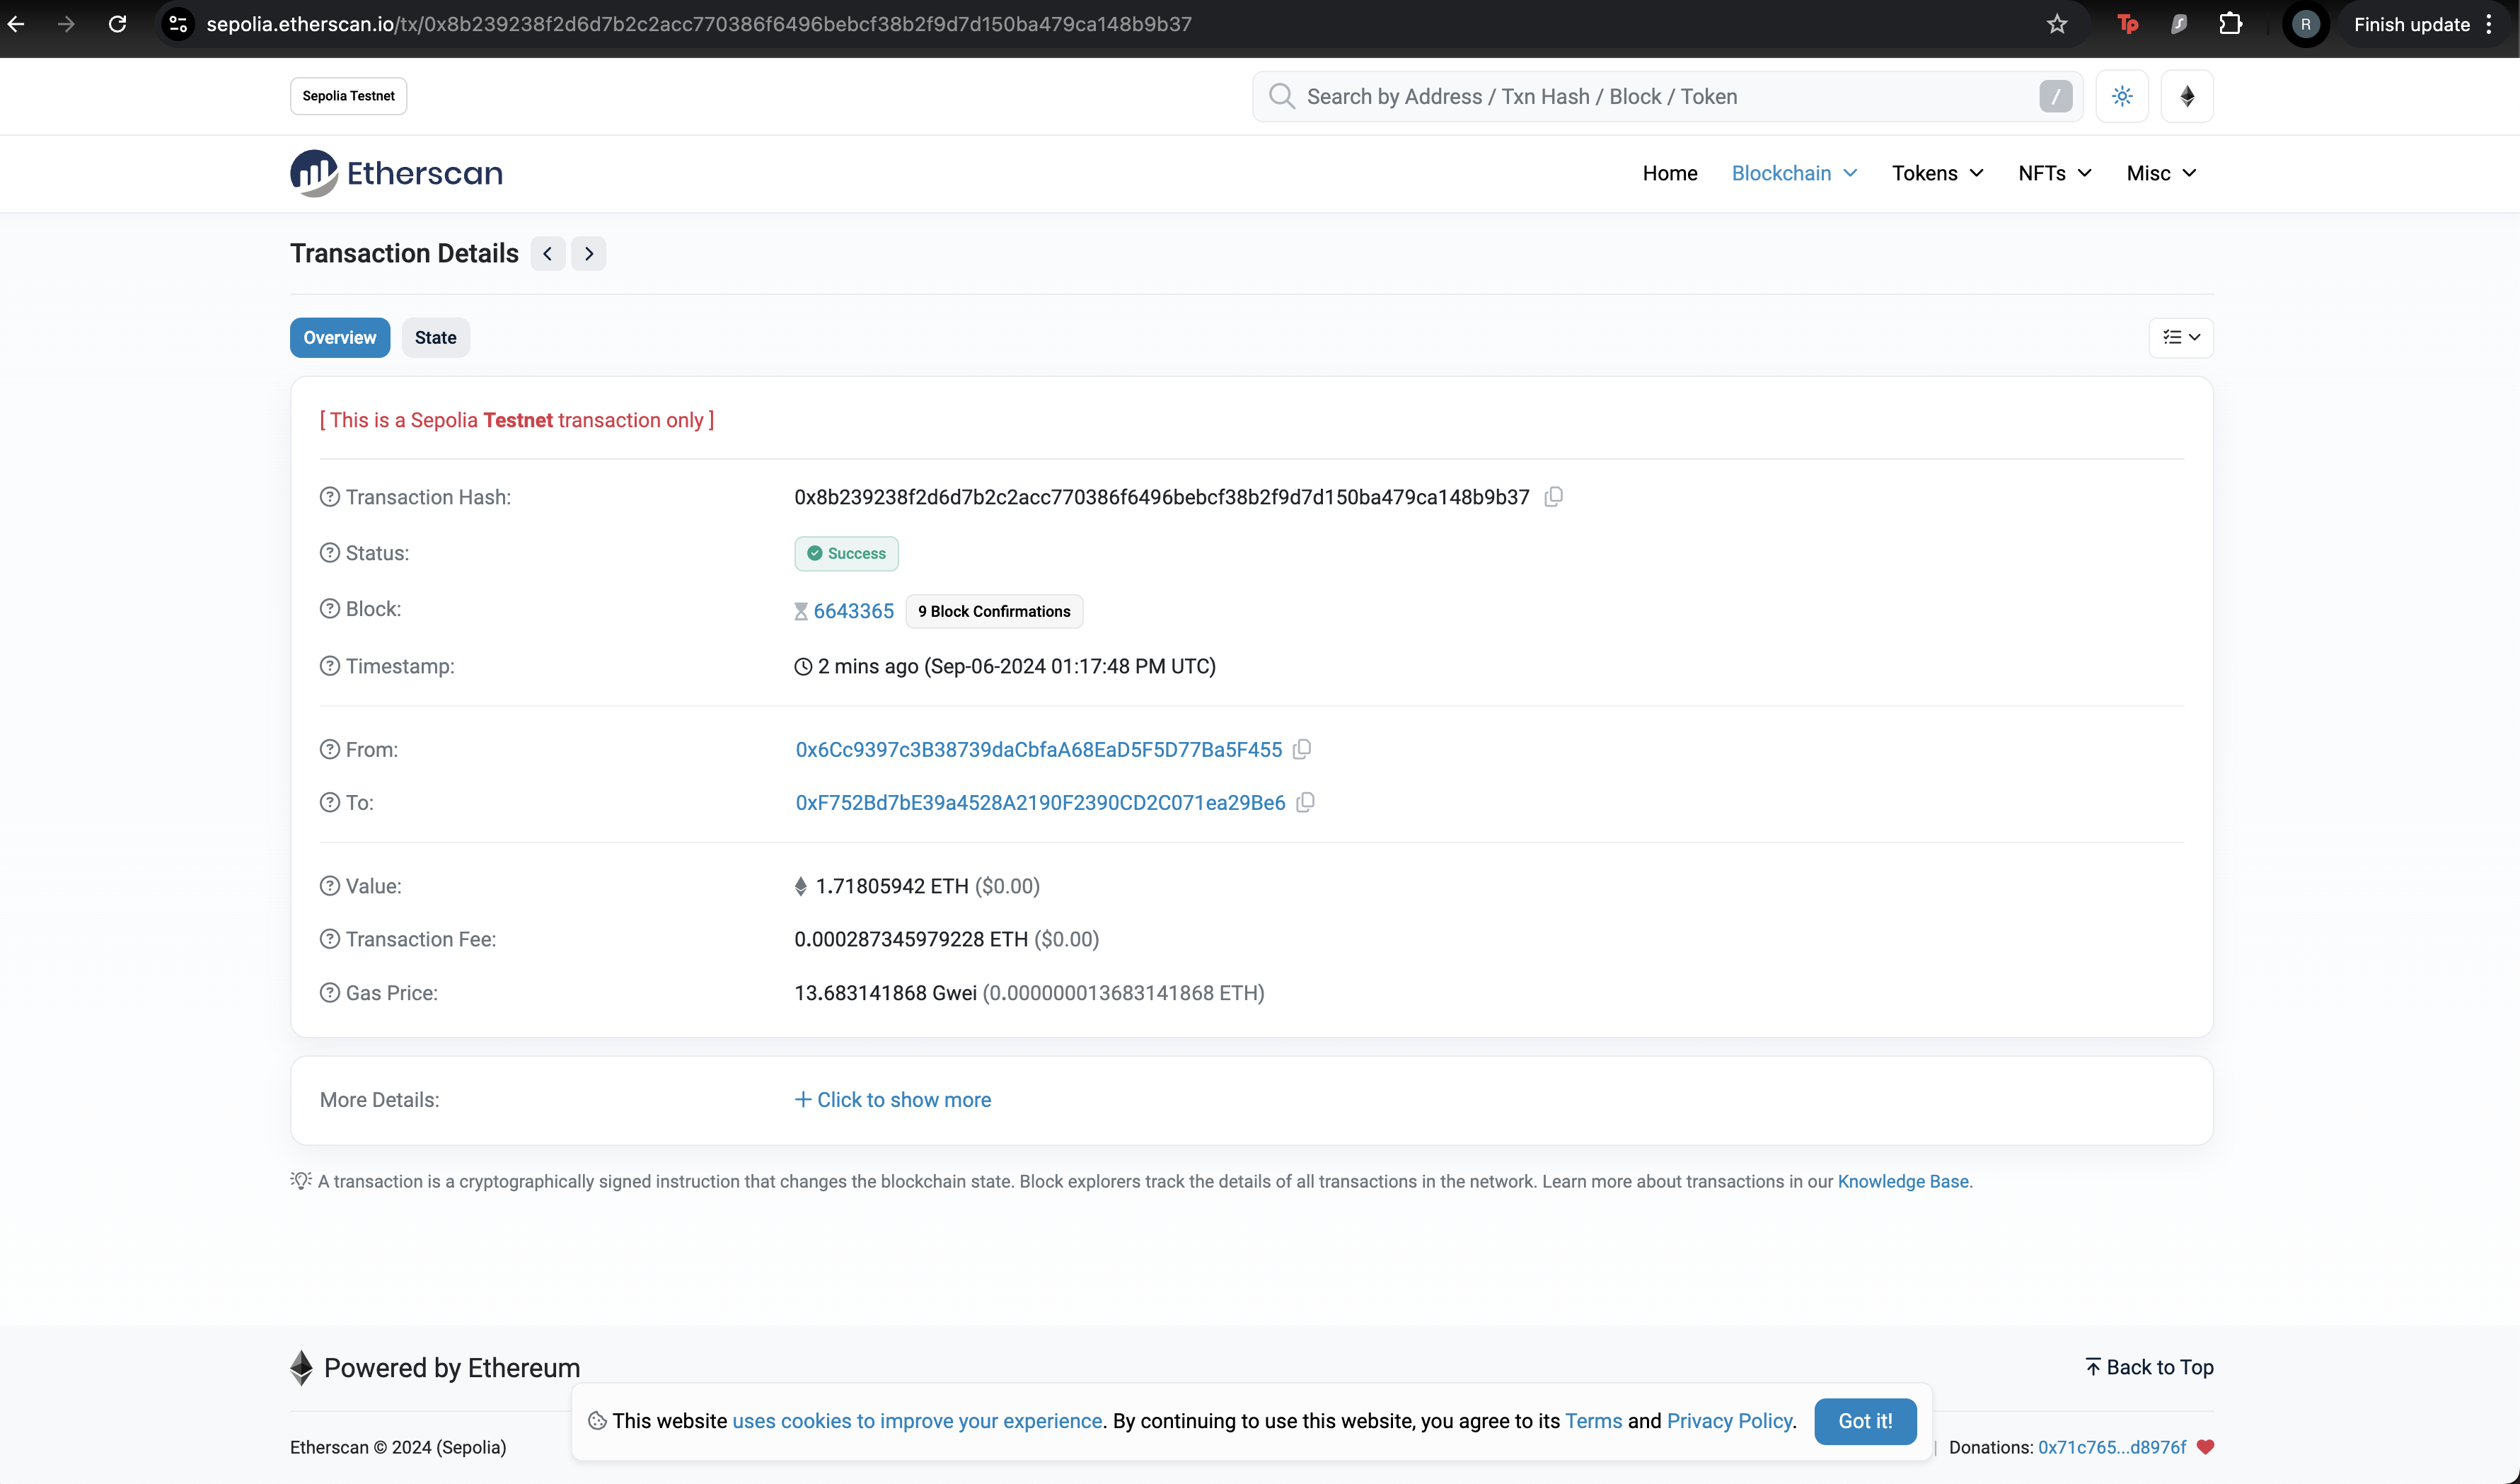 sepolia.etherscan.io/tx/0x8b239238f2d6d7b2c2acc770386f6496bebcf38b2f9d7d150ba479ca148b9b37
Tp
R
Finish update
Sepolia Testnet
Search by Address / Txn Hash / Block / Token
/
Etherscan
Home Blockchain Tokens NFTs Misc
Transaction Details
Overview State
[ This is a Sepolia Testnet transaction only ]
Transaction Hash: 0x8b239238f2d6d7b2c2acc770386f6496bebcf38b2f9d7d150ba479ca148b9b37
Status: Success
Block: 6643365 9 Block Confirmations
Timestamp: 2 mins ago (Sep-06-2024 01:17:48 PM UTC)
From: 0x6Cc9397c3B38739daCbfaA68EaD5F5D77Ba5F455
To: 0xF752Bd7bE39a4528A2190F2390CD2C071ea29Be6
Value: 1.71805942 ETH ($0.00)
Transaction Fee: 0.000287345979228 ETH ($0.00)
Gas Price: 13.683141868 Gwei (0.000000013683141868 ETH)
More Details: + Click to show more
A transaction is a cryptographically signed instruction that changes the blockchain state. Block explorers track the details of all transactions in the network. Learn more about transactions in our Knowledge Base.
Powered by Ethereum
Back to Top
This website uses cookies to improve your experience. By continuing to use this website, you agree to its Terms and Privacy Policy. Got it!
Etherscan © 2024 (Sepolia)
Donations: 0x71c765...d8976f